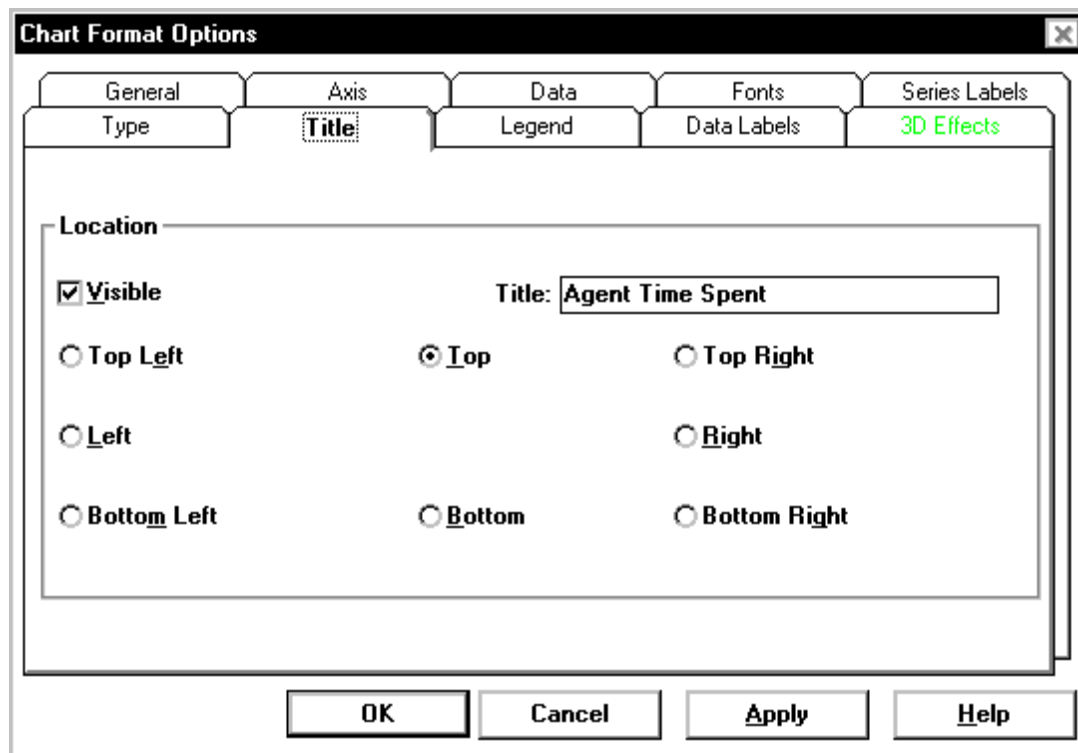 Chart Format Options
General Axis Data Fonts Series Labels
Type Title Legend Data Labels 3D Effects
Location
Visible Title: Agent Time Spent
Top Left Top Top Right
Left Right
Bottom Left Bottom Bottom Right
OK Cancel Apply Help